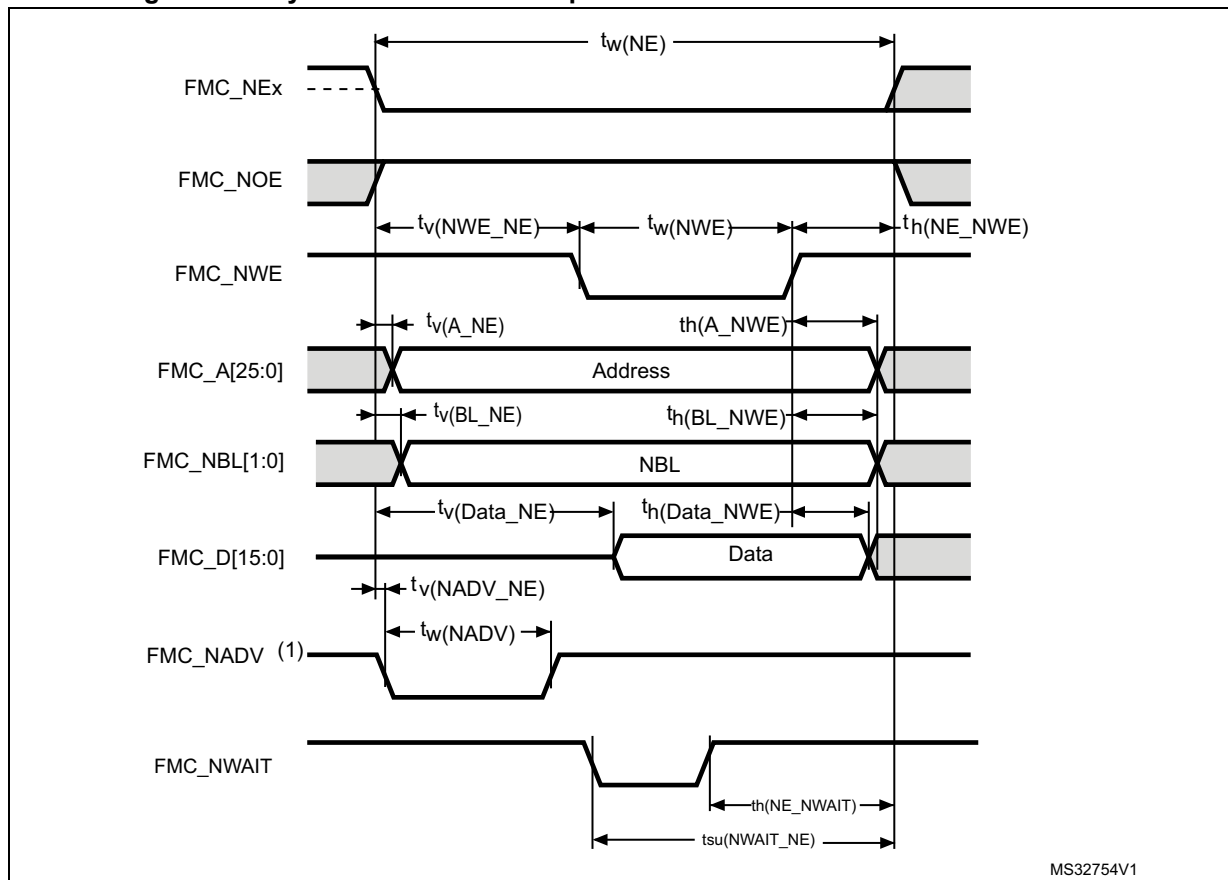 tw(NE)
FMC_NEx
FMC_NOE
tv(NWE_NE)
tw(NWE)
th(NE_NWE)
FMC_NWE
tv(A_NE)
th(A_NWE)
FMC_A[25:0]
Address
tv(BL_NE)
th(BL_NWE)
FMC_NBL[1:0]
NBL
tv(Data_NE)
th(Data_NWE)
FMC_D[15:0]
Data
tv(NADV_NE)
tw(NADV)
FMC_NADV (1)
FMC_NWAIT
th(NE_NWAIT)
tsu(NWAIT_NE)
MS32754V1